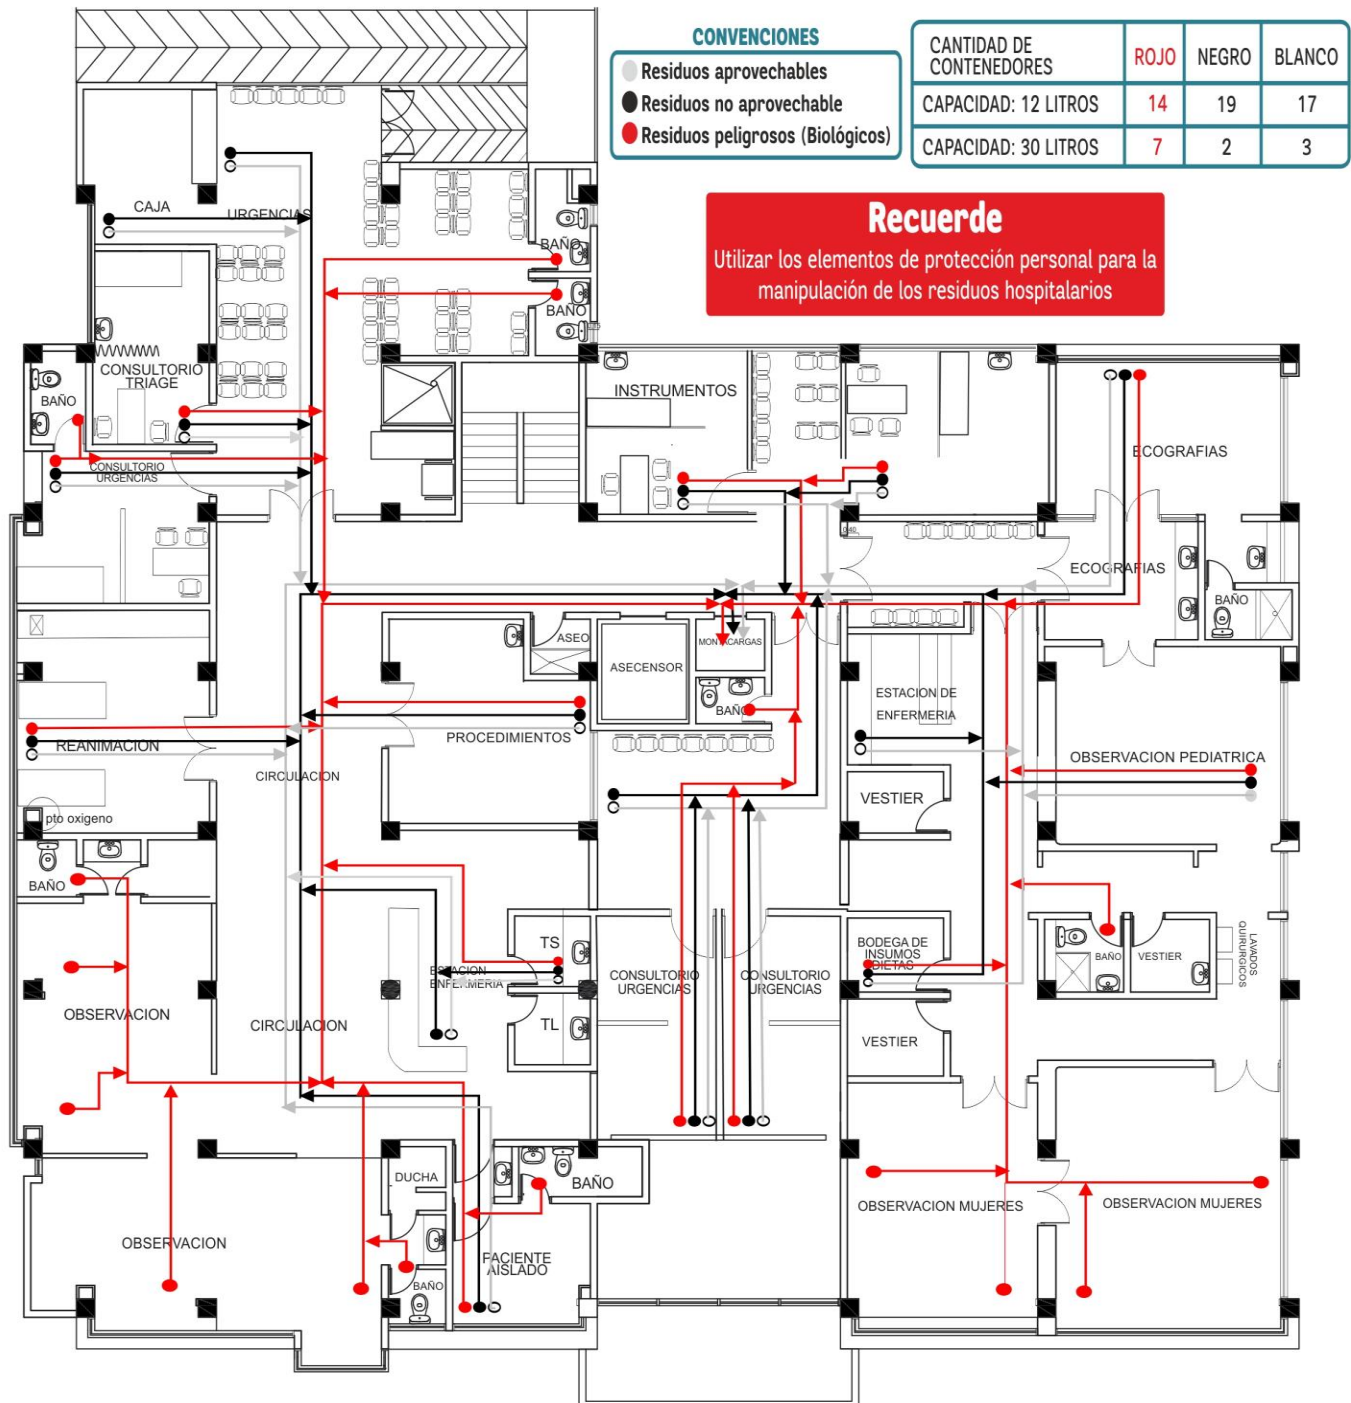 CONVENCIONES
Residuos aprovechables
Residuos no aprovechable
Residuos peligrosos (Biológicos)
CANTIDAD DE CONTENEDORES ROJO NEGRO BLANCO
CAPACIDAD: 12 LITROS 14 19 17
CAPACIDAD: 30 LITROS 7 2 3
Recuerde
Utilizar los elementos de protección personal para la
manipulación de los residuos hospitalarios
CAJA
URGENCIAS
BAÑO
BAÑO
CONSULTORIO
TRIAGE
BAÑO
INSTRUMENTOS
CONSULTORIO
URGENCIAS
ECOGRAFIAS
0.40
ECOGRAFIAS
BAÑO
ASEO
ASECENSOR
MONTACARGAS
BAÑO
ESTACION DE
ENFERMERIA
REANIMACION
PROCEDIMIENTOS
CIRCULACION
OBSERVACION PEDIATRICA
VESTIER
pto oxigeno
BAÑO
TS
ESTACION
ENFERMERIA
CONSULTORIO
URGENCIAS
CONSULTORIO
URGENCIAS
BODEGA DE
INSUMOS
DIETAS
BAÑO
VESTIER
LAVADOS
QUIRURGICOS
OBSERVACION
CIRCULACION
TL
VESTIER
DUCHA
BAÑO
OBSERVACION MUJERES
OBSERVACION MUJERES
OBSERVACION
PACIENTE
AISLADO
BAÑO